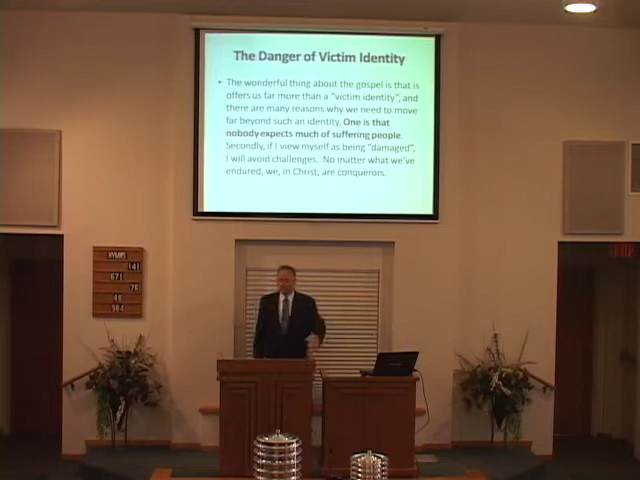 The Danger of Victim Identity
• The wonderful thing about the gospel is that is
offers us far more than a "victim identity", and
there are many reasons why we need to move
far beyond such an identity. One is that
nobody expects much of suffering people.
Secondly, if I view myself as being "damaged",
I will avoid challenges. No matter what we've
endured, we, in Christ, are conquerors.
HYMNS
141
671
76
46
984
EXIT